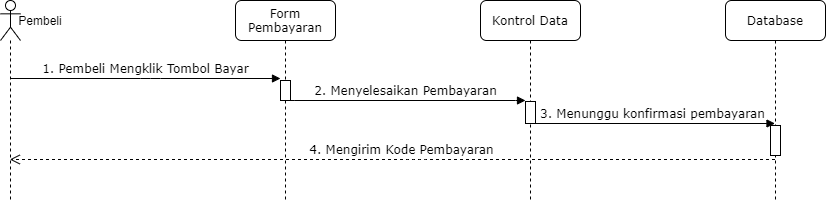 Pembeli
Form
Pembayaran
Kontrol Data
Database
1. Pembeli Mengklik Tombol Bayar
2. Menyelesaikan Pembayaran
3. Menunggu konfirmasi pembayaran
4. Mengirim Kode Pembayaran